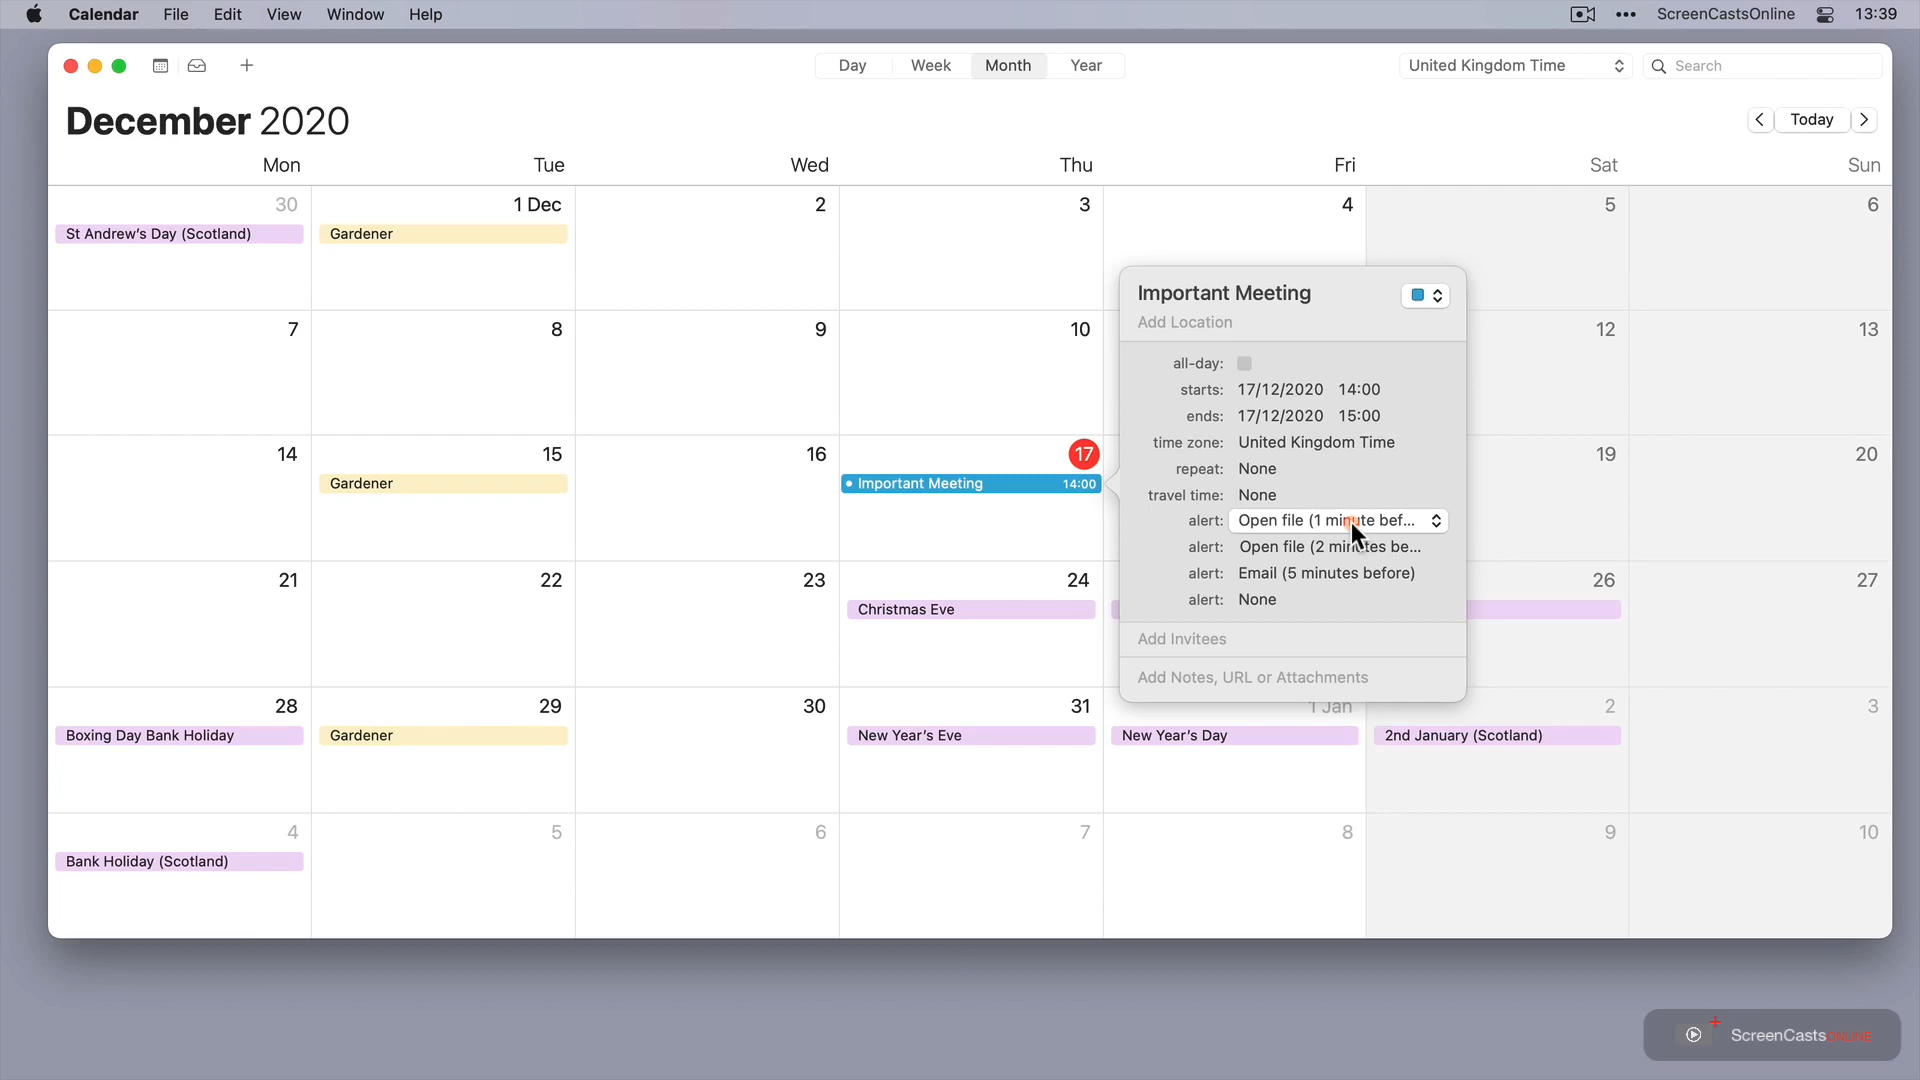 Calendar File Edit View Window Help ScreenCastsOnline 13:39
Day Week Month Year United Kingdom Time Search
December 2020 Today
Mon Tue Wed Thu Fri Sat Sun
30 1 Dec 2 3 4 5 6
St Andrew's Day (Scotland) Gardener
7 8 9 10 12 13
14 15 16 17 19 20
Gardener Important Meeting 14:00
21 22 23 24 26 27
Christmas Eve
28 29 30 31 1 Jan 2 3
Boxing Day Bank Holiday Gardener New Year's Eve New Year's Day 2nd January (Scotland)
4 5 6 7 8 9 10
Bank Holiday (Scotland)
Important Meeting
Add Location
all-day:
starts: 17/12/2020 14:00
ends: 17/12/2020 15:00
time zone: United Kingdom Time
repeat: None
travel time: None
alert: Open file (1 minute bef...
alert: Open file (2 minutes be...
alert: Email (5 minutes before)
alert: None
Add Invitees
Add Notes, URL or Attachments
ScreenCastsONLINE